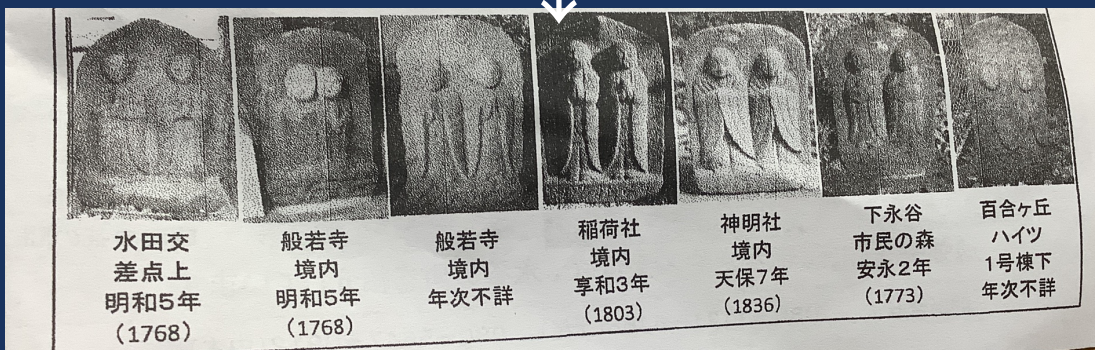 水田交
差点上
明和5年
（1768）
般若寺
境内
明和5年
（1768）
般若寺
境内
年次不詳
稲荷社
境内
享和3年
（1803）
神明社
境内
天保7年
（1836）
下永谷
市民の森
安永2年
（1773）
百合ヶ丘
ハイツ
1号棟下
年次不詳